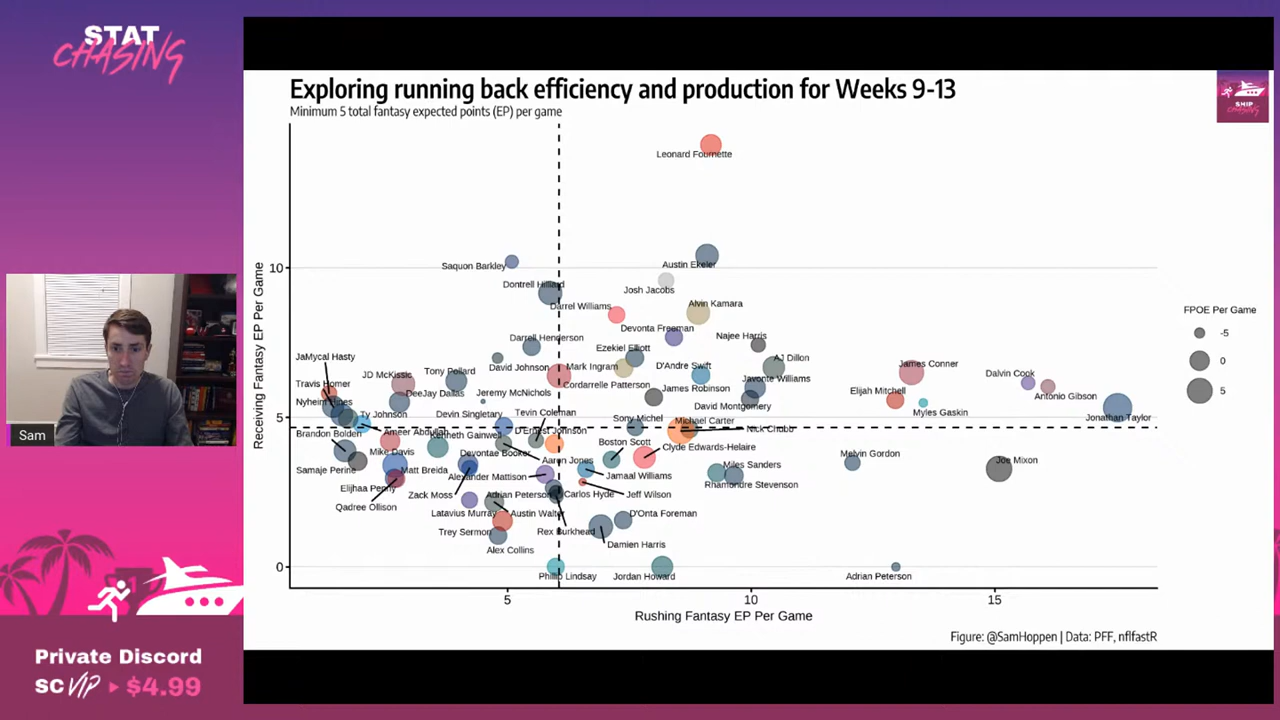 STAT
CHASING
Exploring running back efficiency and production for Weeks 9-13
Minimum 5 total fantasy expected points (EP) per game
SHIP
CHASING
Leonard Fournette
Saquon Barkley
Austin Ekeler
Dontrell Hilliard
Josh Jacobs
Darrel Williams
Alvin Kamara
Devonta Freeman
Najee Harris
Darrell Henderson
Ezekiel Elliott
JaMycal Hasty
David Johnson
Mark Ingram
D'Andre Swift
AJ Dillon
James Conner
Dalvin Cook
Travis Homer
JD McKissic
Tony Pollard
Cordarrelle Patterson
James Robinson
Javonte Williams
Elijah Mitchell
Antonio Gibson
Nyheim Hines
DeeJay Dallas
Jeremy McNichols
David Montgomery
Myles Gaskin
Jonathan Taylor
Ty Johnson
Devin Singletary
Tevin Coleman
Sony Michel
Michael Carter
Nick Chubb
Brandon Bolden
Ameer Abdullah
Kenneth Gainwell
D'Ernest Johnson
Boston Scott
Clyde Edwards-Helaire
Mike Davis
Devontae Booker
Aaron Jones
Miles Sanders
Melvin Gordon
Joe Mixon
Samaje Perine
Matt Breida
Alexander Mattison
Jamaal Williams
Rhamondre Stevenson
Elijhaa Penny
Zack Moss
Adrian Peterson
Carlos Hyde
Jeff Wilson
Qadree Ollison
Latavius Murray
Austin Walter
D'Onta Foreman
Trey Sermon
Rex Burkhead
Damien Harris
Alex Collins
Phillip Lindsay
Jordan Howard
Adrian Peterson
10
5
0
Receiving Fantasy EP Per Game
5
10
15
Rushing Fantasy EP Per Game
FPOE Per Game
-5
0
5
Figure: @SamHoppen | Data: PFF, nflfastR
Sam
Private Discord
SC VIP ▸ $4.99